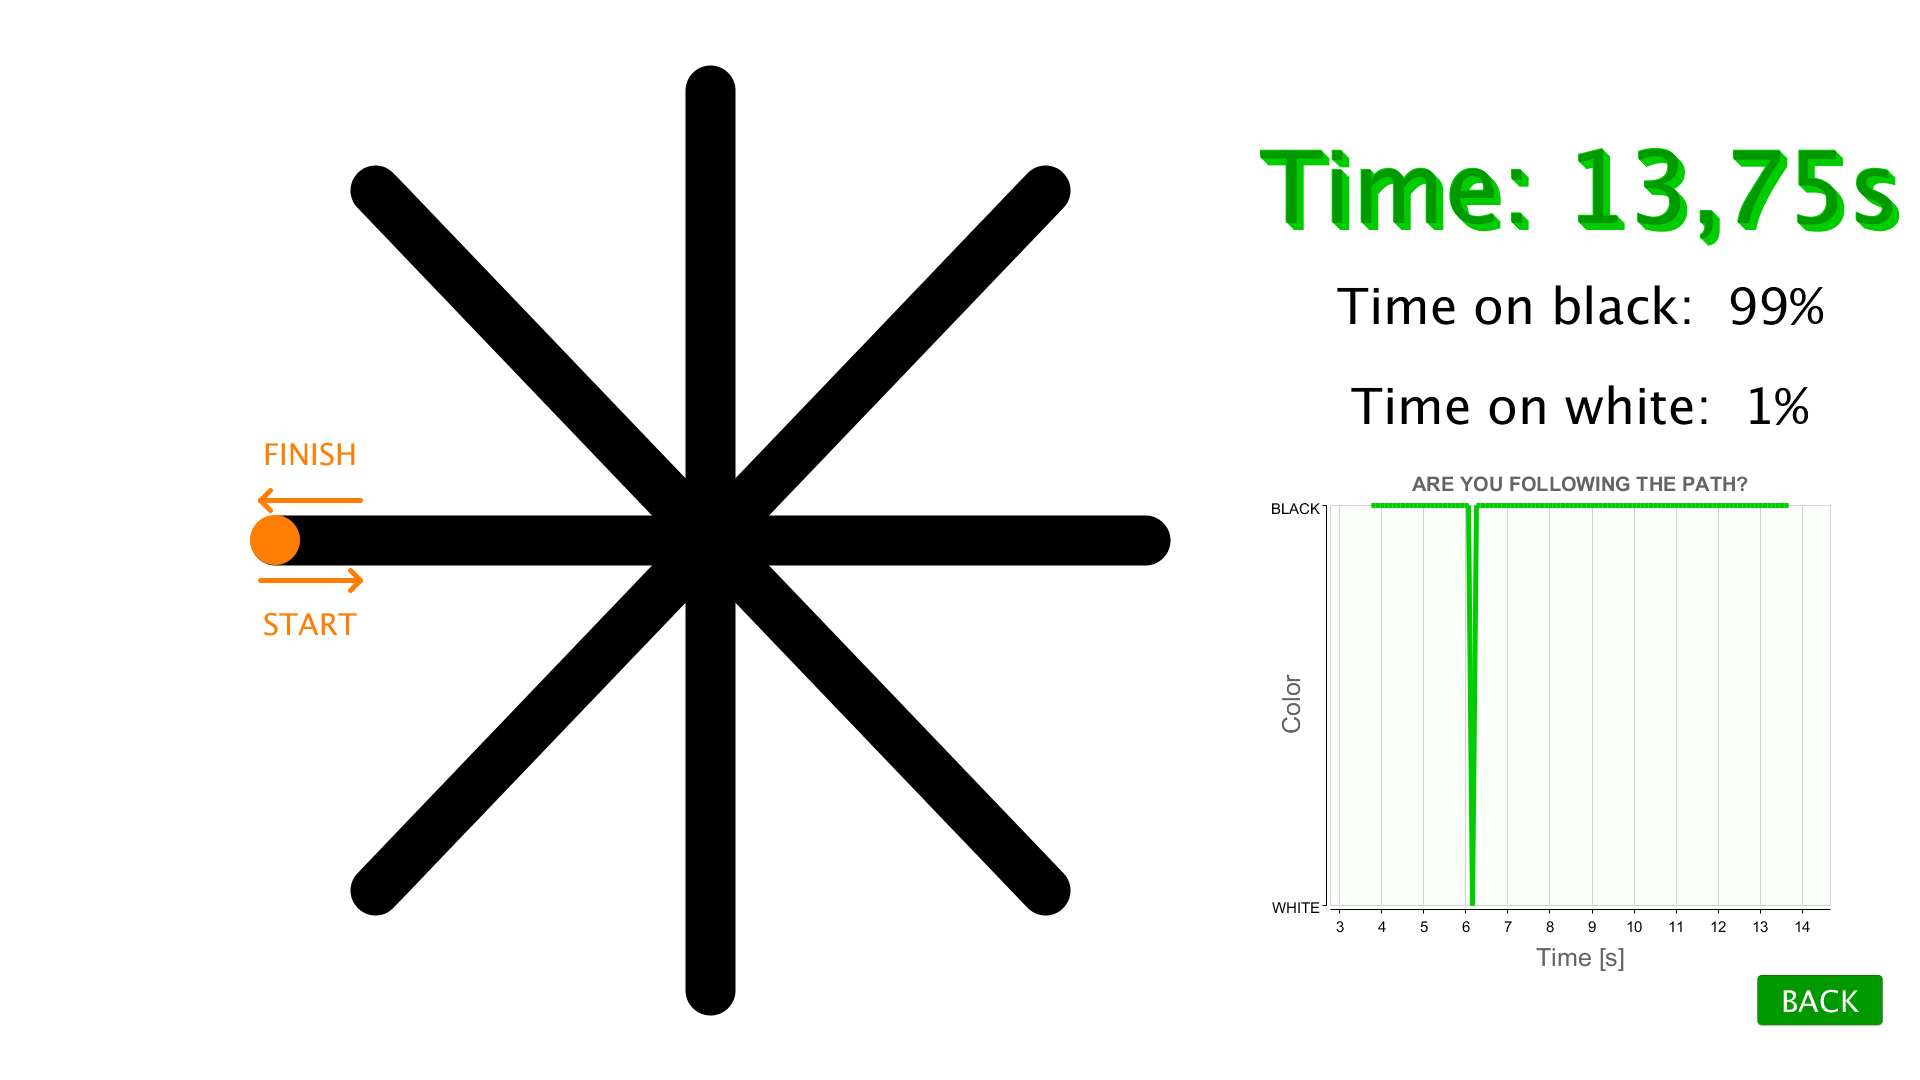 Time: 13,75s
Time on black: 99%
Time on white: 1%
FINISH
START
ARE YOU FOLLOWING THE PATH?
BLACK
Color
WHITE
3 4 5 6 7 8 9 10 11 12 13 14
Time [s]
BACK